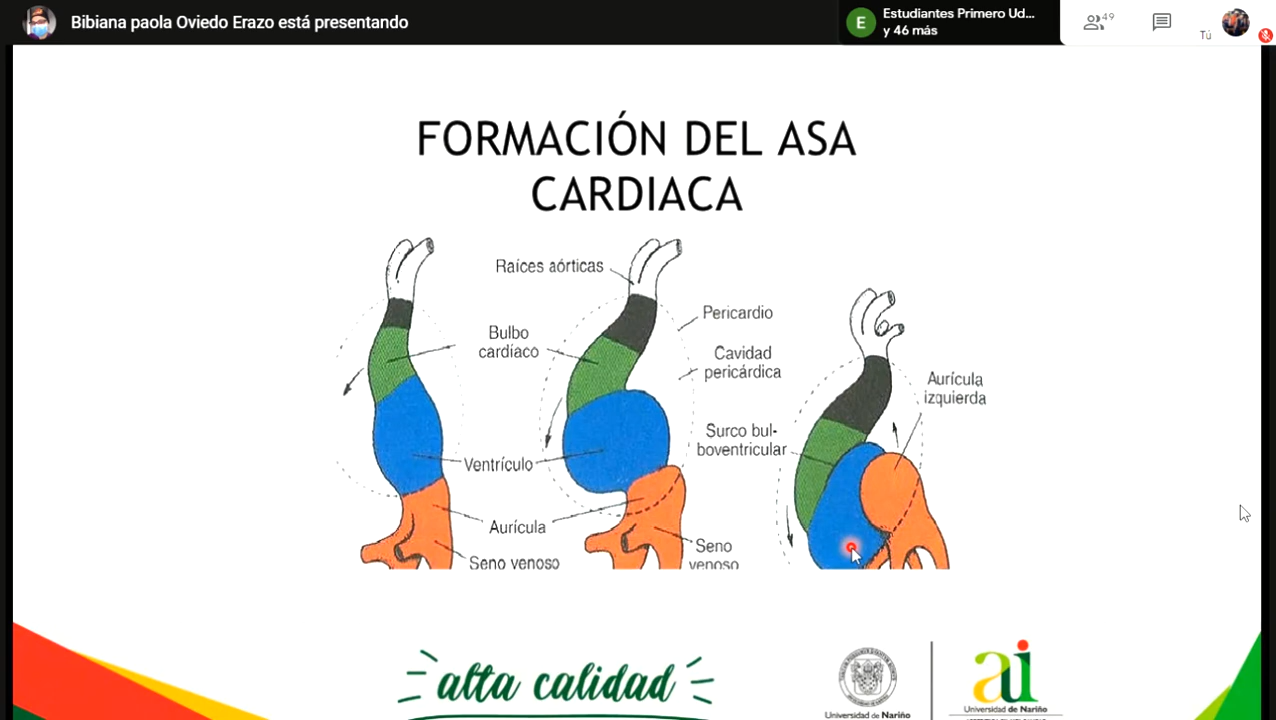 Bibiana paola Oviedo Erazo está presentando
E
Estudiantes Primero Ud...
y 46 más
49
Tú
FORMACIÓN DEL ASA
CARDIACA
Raíces aórticas
Bulbo
cardíaco
Ventrículo
Aurícula
Seno venoso
Pericardio
Cavidad
pericárdica
Surco bul-
boventricular
Seno
venoso
Aurícula
izquierda
alta calidad
Universidad de Nariño
ai
Universidad de Nariño